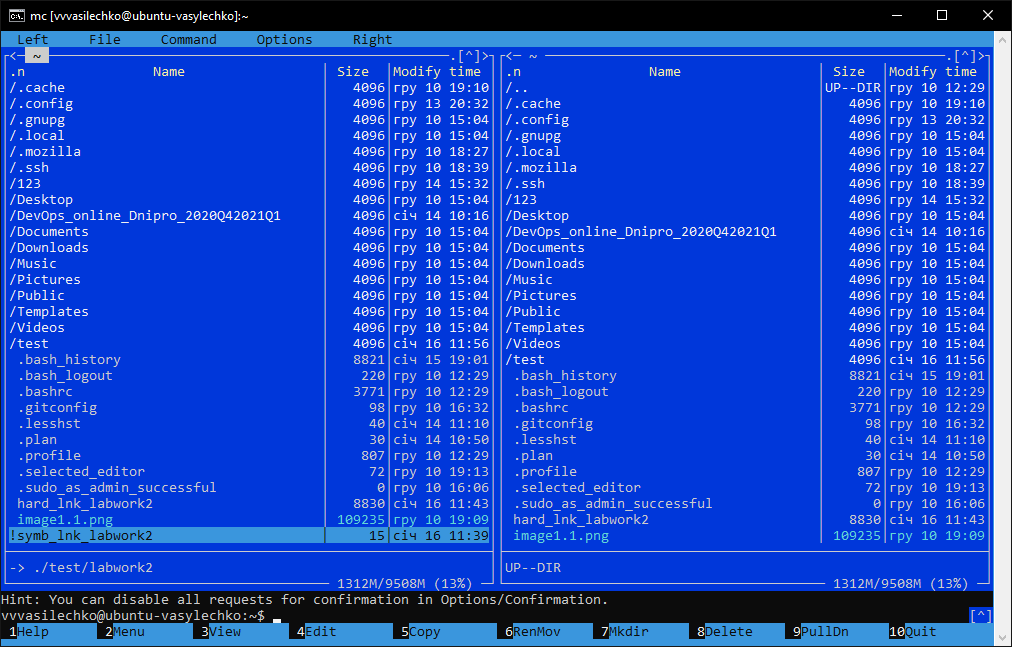 mc [vvvasilechko@ubuntu-vasylechko]:~
Left File Command Options Right
<— ~ .[^]> <— ~ .[^]>
.n Name Size Modify time .n Name Size Modify time
/.cache 4096 гру 10 19:10 /.. UP--DIR гру 10 12:29
/.config 4096 гру 13 20:32 /.cache 4096 гру 10 19:10
/.gnupg 4096 гру 10 15:04 /.config 4096 гру 13 20:32
/.local 4096 гру 10 15:04 /.gnupg 4096 гру 10 15:04
/.mozilla 4096 гру 10 18:27 /.local 4096 гру 10 15:04
/.ssh 4096 гру 10 18:39 /.mozilla 4096 гру 10 18:27
/123 4096 гру 14 15:32 /.ssh 4096 гру 10 18:39
/Desktop 4096 гру 10 15:04 /123 4096 гру 14 15:32
/DevOps_online_Dnipro_2020Q42021Q1 4096 січ 14 10:16 /Desktop 4096 гру 10 15:04
/Documents 4096 гру 10 15:04 /DevOps_online_Dnipro_2020Q42021Q1 4096 січ 14 10:16
/Downloads 4096 гру 10 15:04 /Documents 4096 гру 10 15:04
/Music 4096 гру 10 15:04 /Downloads 4096 гру 10 15:04
/Pictures 4096 гру 10 15:04 /Music 4096 гру 10 15:04
/Public 4096 гру 10 15:04 /Pictures 4096 гру 10 15:04
/Templates 4096 гру 10 15:04 /Public 4096 гру 10 15:04
/Videos 4096 гру 10 15:04 /Templates 4096 гру 10 15:04
/test 4096 січ 16 11:56 /Videos 4096 гру 10 15:04
.bash_history 8821 січ 15 19:01 /test 4096 січ 16 11:56
.bash_logout 220 гру 10 12:29 .bash_history 8821 січ 15 19:01
.bashrc 3771 гру 10 12:29 .bash_logout 220 гру 10 12:29
.gitconfig 98 гру 10 16:32 .bashrc 3771 гру 10 12:29
.lesshst 40 січ 14 11:10 .gitconfig 98 гру 10 16:32
.plan 30 січ 14 10:50 .lesshst 40 січ 14 11:10
.profile 807 гру 10 12:29 .plan 30 січ 14 10:50
.selected_editor 72 гру 10 19:13 .profile 807 гру 10 12:29
.sudo_as_admin_successful 0 гру 10 16:06 .selected_editor 72 гру 10 19:13
hard_lnk_labwork2 8830 січ 16 11:43 .sudo_as_admin_successful 0 гру 10 16:06
image1.1.png 109235 гру 10 19:09 hard_lnk_labwork2 8830 січ 16 11:43
!symb_lnk_labwork2 15 січ 16 11:39 image1.1.png 109235 гру 10 19:09
-> ./test/labwork2 UP--DIR
1312M/9508M (13%) 1312M/9508M (13%)
Hint: You can disable all requests for confirmation in Options/Confirmation.
vvvasilechko@ubuntu-vasylechko:~$ [^]
1Help 2Menu 3View 4Edit 5Copy 6RenMov 7Mkdir 8Delete 9PullDn 10Quit